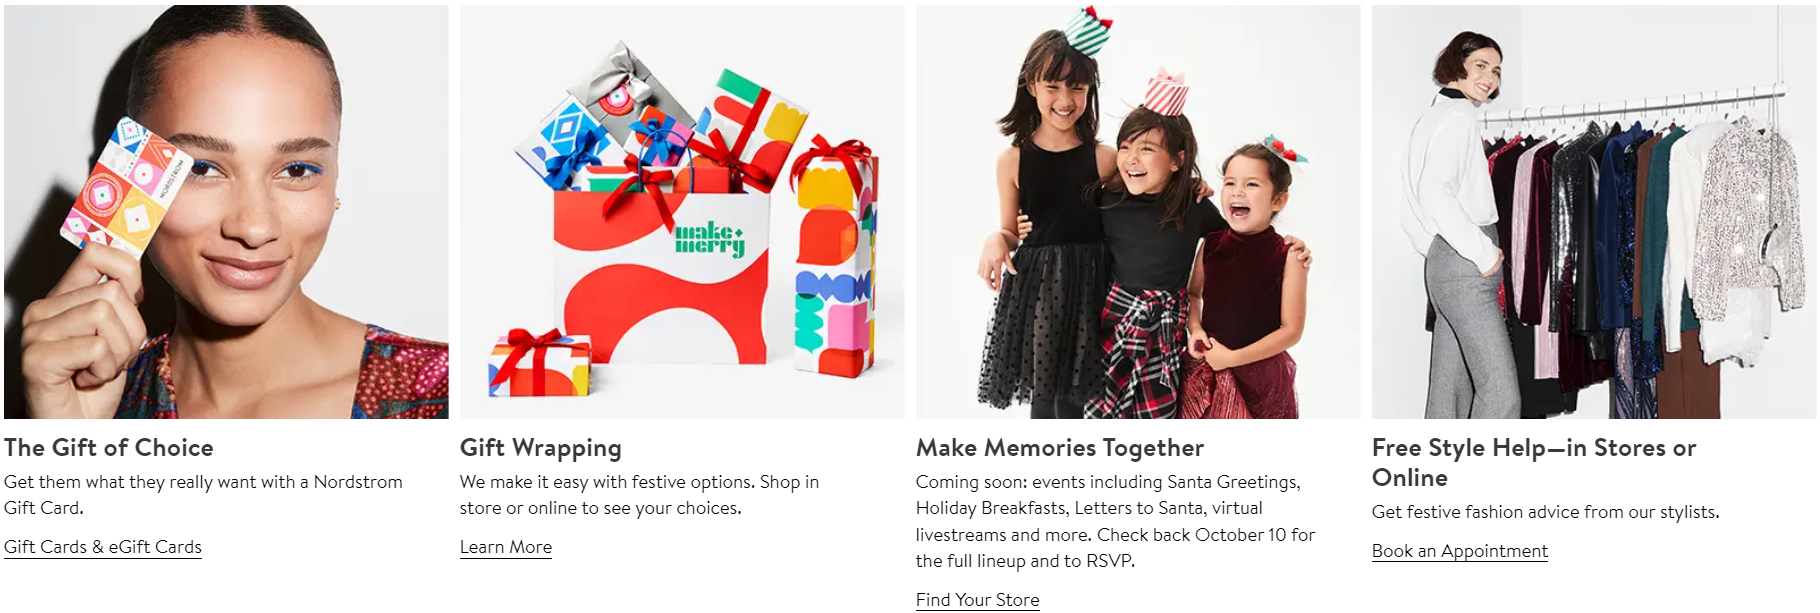 NORDSTROM
make
merry
The Gift of Choice
Get them what they really want with a Nordstrom
Gift Card.
Gift Cards & eGift Cards
Gift Wrapping
We make it easy with festive options. Shop in
store or online to see your choices.
Learn More
Make Memories Together
Coming soon: events including Santa Greetings,
Holiday Breakfasts, Letters to Santa, virtual
livestreams and more. Check back October 10 for
the full lineup and to RSVP.
Find Your Store
Free Style Help—in Stores or
Online
Get festive fashion advice from our stylists.
Book an Appointment